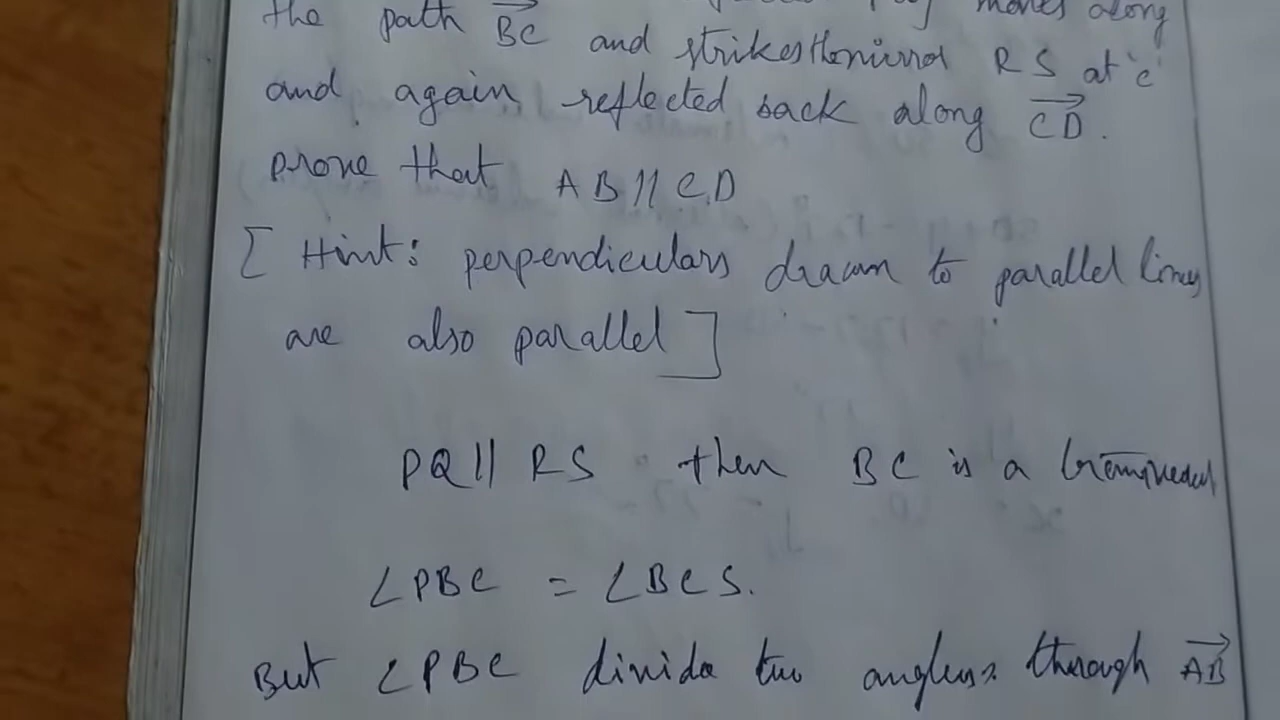 the path BC moves along
and strikes the mirror RS at 'c'
and again reflected back along CD.
prove that AB || CD
[Hint: perpendiculars drawn to parallel lines
are also parallel]
PQ || RS then BC is a
∠PBC = ∠BCS.
But ∠PBC divide two through AB